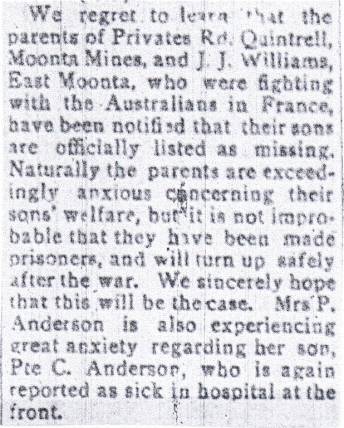 We regret to learn that the
parents of Privates Rd. Quintrell,
Moonta Mines, and J. J. Williams,
East Moonta, who were fighting
with the Australians in France,
have been notified that their sons
are officially listed as missing.
Naturally the parents are exceed-
ingly anxious concerning their
sons' welfare, but it is not impro-
bable that they have been made
prisoners, and will turn up safely
after the war. We sincerely hope
that this will be the case. Mrs P.
Anderson is also experiencing
great anxiety regarding her son,
Pte C. Anderson, who is again
reported as sick in hospital at the
front.